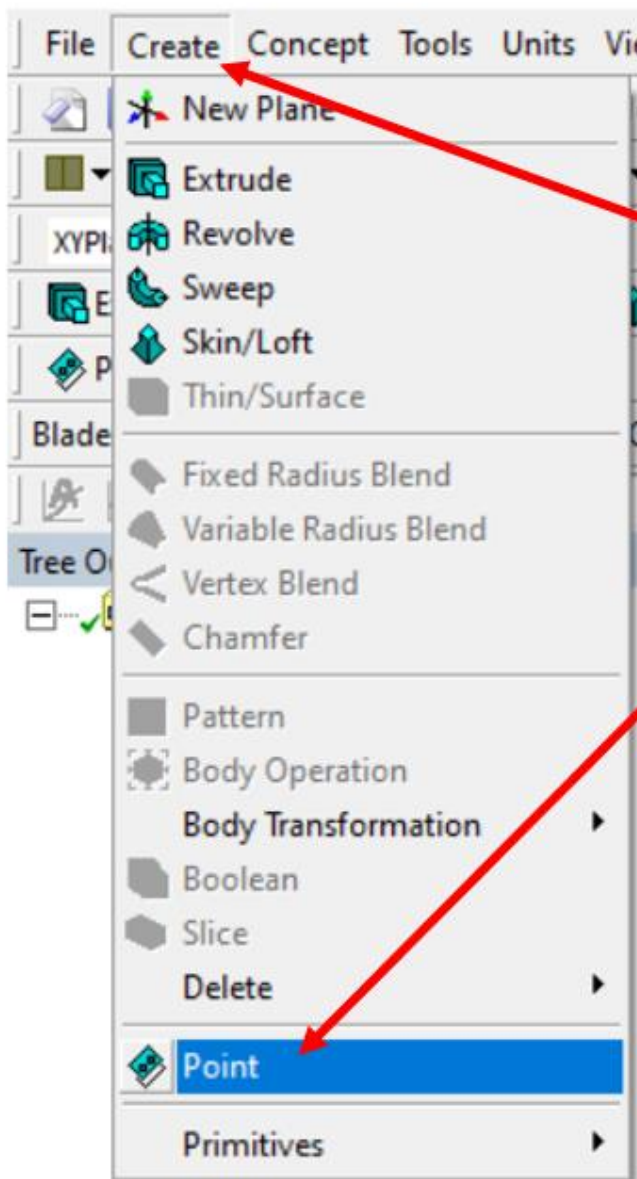 File Create Concept Tools Units
New Plane
Extrude
XYPla
Revolve
E
Sweep
P
Skin/Loft
Thin/Surface
Blade
Fixed Radius Blend
Variable Radius Blend
Tree O
Vertex Blend
Chamfer
Pattern
Body Operation
Body Transformation
Boolean
Slice
Delete
Point
Primitives